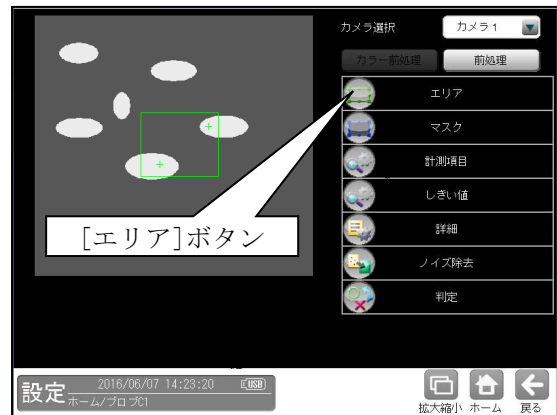 カメラ選択
カメラ1
カラー前処理
前処理
エリア
マスク
計測項目
しきい値
詳細
ノイズ除去
判定
[エリア]ボタン
設定
2016/06/07 14:23:20
USB
ホーム/ブロブC1
拡大縮小
ホーム
戻る